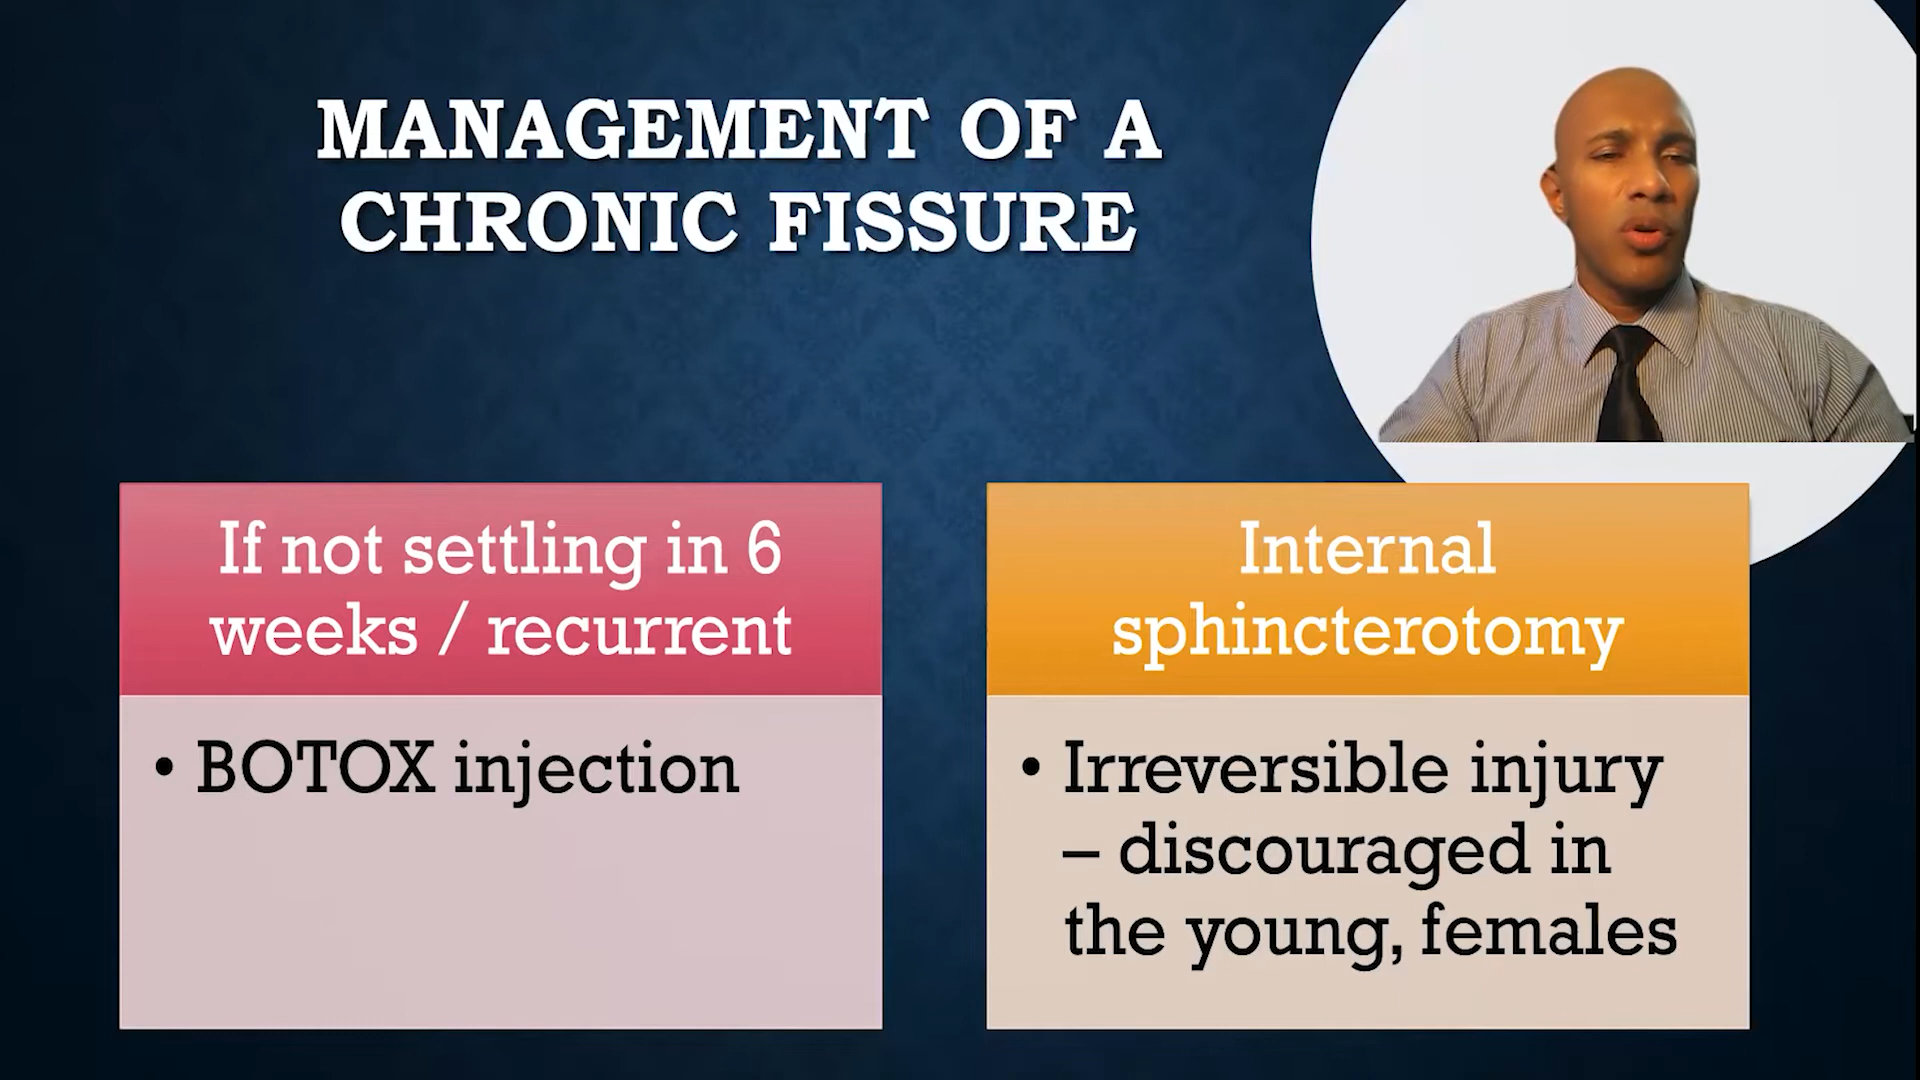 MANAGEMENT OF A
CHRONIC FISSURE
If not settling in 6
weeks / recurrent
• BOTOX injection
Internal
sphincterotomy
• Irreversible injury
– discouraged in
the young, females